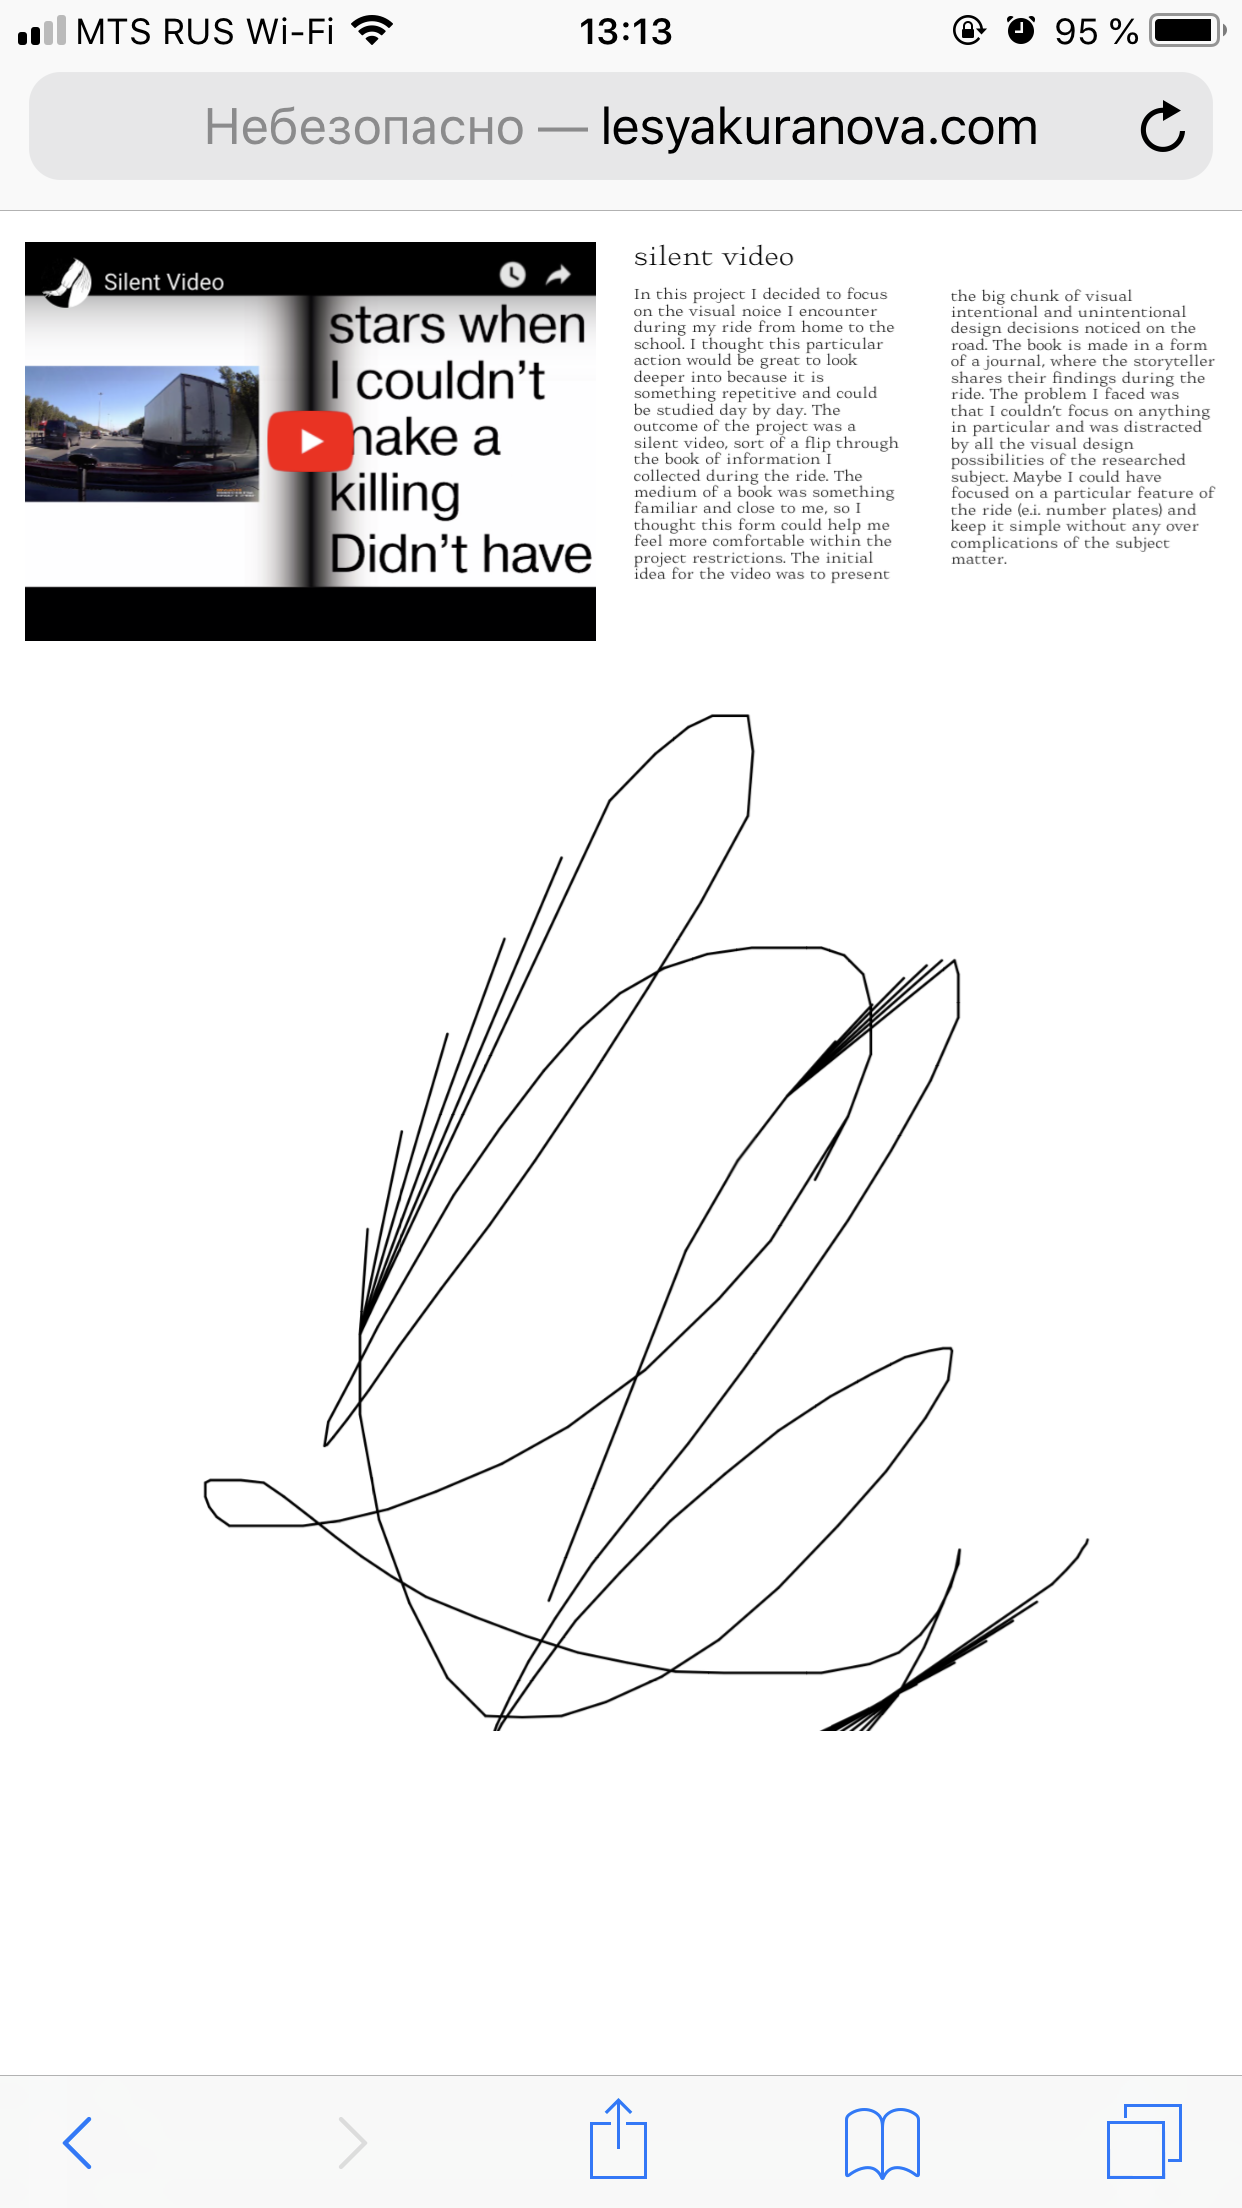 MTS RUS Wi-Fi 13:13 95 %
Небезопасно — lesyakuranova.com
Silent Video
stars when
I couldn’t
make a
killing
Didn’t have
silent video
In this project I decided to focus
on the visual noice I encounter
during my ride from home to the
school. I thought this particular
action would be great to look
deeper into because it is
something repetitive and could
be studied day by day. The
outcome of the project was a
silent video, sort of a flip through
the book of information I
collected during the ride. The
medium of a book was something
familiar and close to me, so I
thought this form could help me
feel more comfortable within the
project restrictions. The initial
idea for the video was to present
the big chunk of visual
intentional and unintentional
design decisions noticed on the
road. The book is made in a form
of a journal, where the storyteller
shares their findings during the
ride. The problem I faced was
that I couldn't focus on anything
in particular and was distracted
by all the visual design
possibilities of the researched
subject. Maybe I could have
focused on a particular feature of
the ride (e.i. number plates) and
keep it simple without any over
complications of the subject
matter.